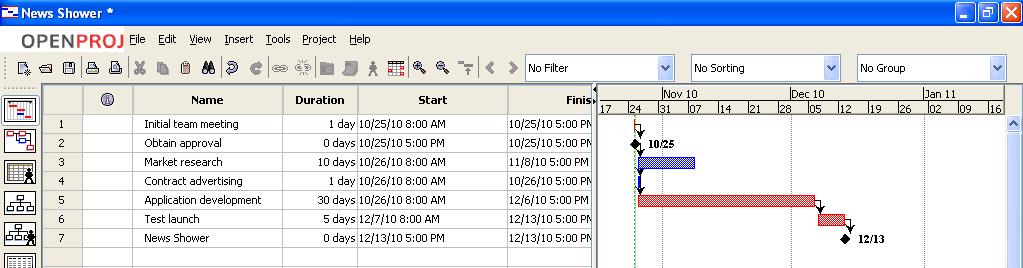 News Shower *
OPENPROJ File Edit View Insert Tools Project Help
No Filter No Sorting No Group
Name Duration Start Finis
Nov 10 Dec 10 Jan 11
17 24 31 07 14 21 28 05 12 19 26 02 09 16
1 Initial team meeting 1 day 10/25/10 8:00 AM 10/25/10 5:00 PM
2 Obtain approval 0 days 10/25/10 5:00 PM 10/25/10 5:00 PM 10/25
3 Market research 10 days 10/26/10 8:00 AM 11/8/10 5:00 PM
4 Contract advertising 1 day 10/26/10 8:00 AM 10/26/10 5:00 PM
5 Application development 30 days 10/26/10 8:00 AM 12/6/10 5:00 PM
6 Test launch 5 days 12/7/10 8:00 AM 12/13/10 5:00 PM
7 News Shower 0 days 12/13/10 5:00 PM 12/13/10 5:00 PM 12/13